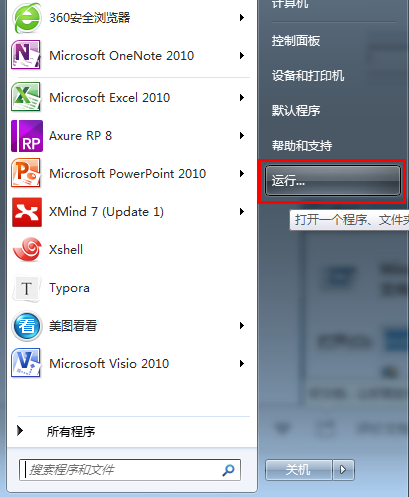 360安全浏览器
Microsoft OneNote 2010
Microsoft Excel 2010
Axure RP 8
Microsoft PowerPoint 2010
XMind 7 (Update 1)
Xshell
Typora
美图看看
Microsoft Visio 2010
所有程序
搜索程序和文件
计算机
控制面板
设备和打印机
默认程序
帮助和支持
运行...
打开一个程序、文件夹
关机